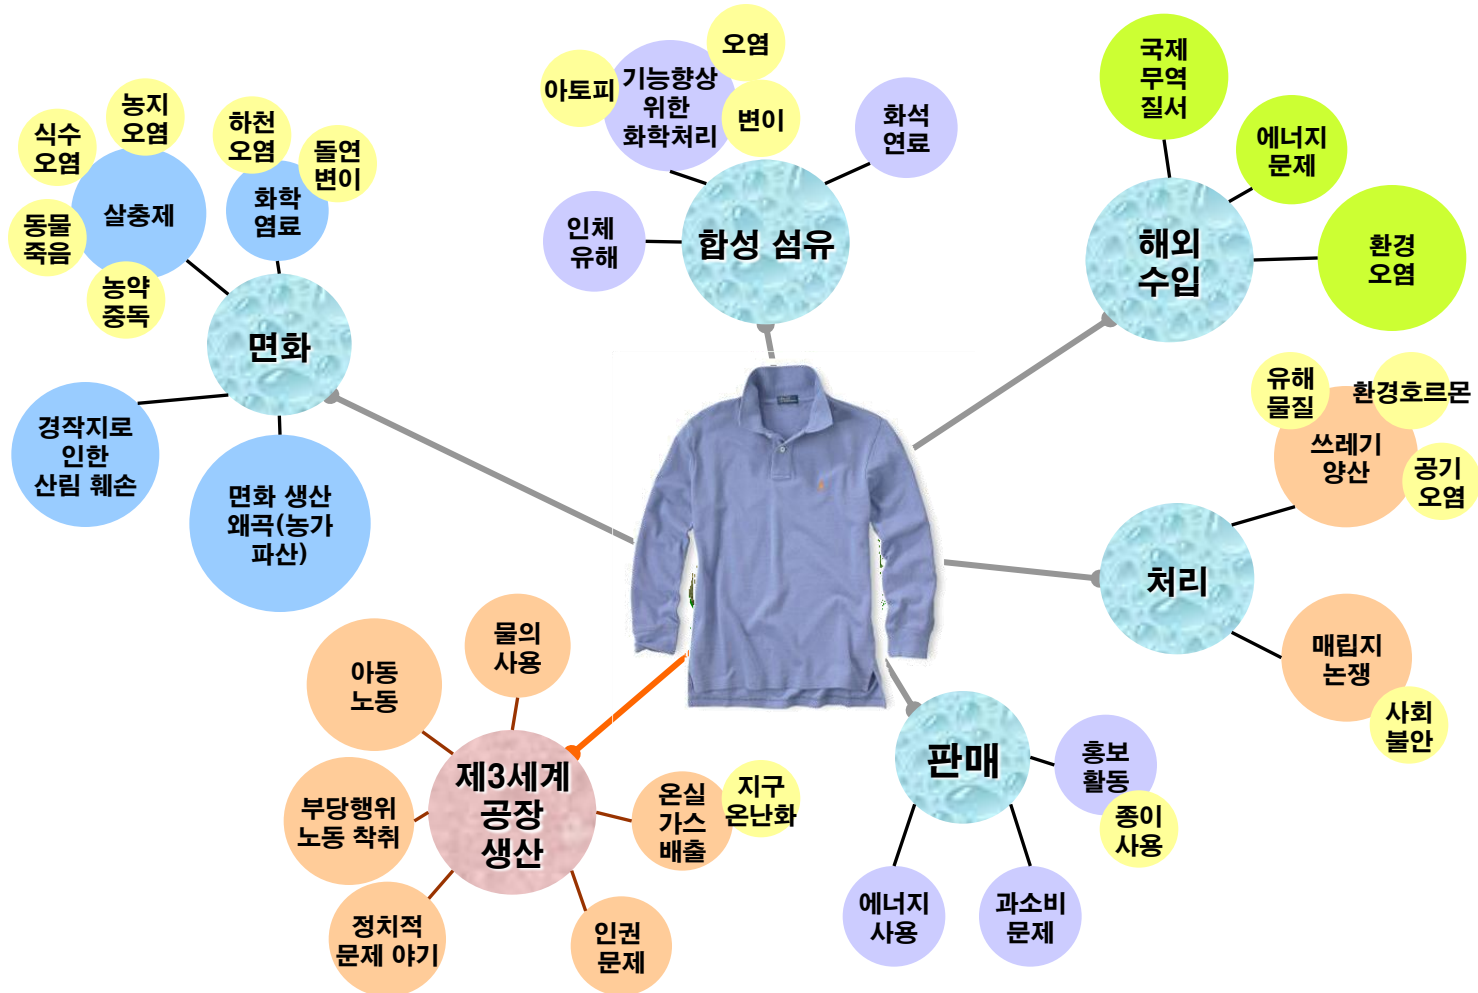 식수
오염
농지
오염
하천
오염
돌연
변이
동물
죽음
살충제
화학
염료
농약
중독
면화
경작지로
인한
산림 훼손
면화 생산
왜곡(농가
파산)
아토피
기능향상
위한
화학처리
오염
변이
화석
연료
인체
유해
합성 섬유
국제
무역
질서
에너지
문제
해외
수입
환경
오염
유해
물질
환경호르몬
쓰레기
양산
공기
오염
처리
매립지
논쟁
사회
불안
판매
홍보
활동
종이
사용
에너지
사용
과소비
문제
물의
사용
아동
노동
제3세계
공장
생산
부당행위
노동 착취
온실
가스
배출
지구
온난화
정치적
문제 야기
인권
문제